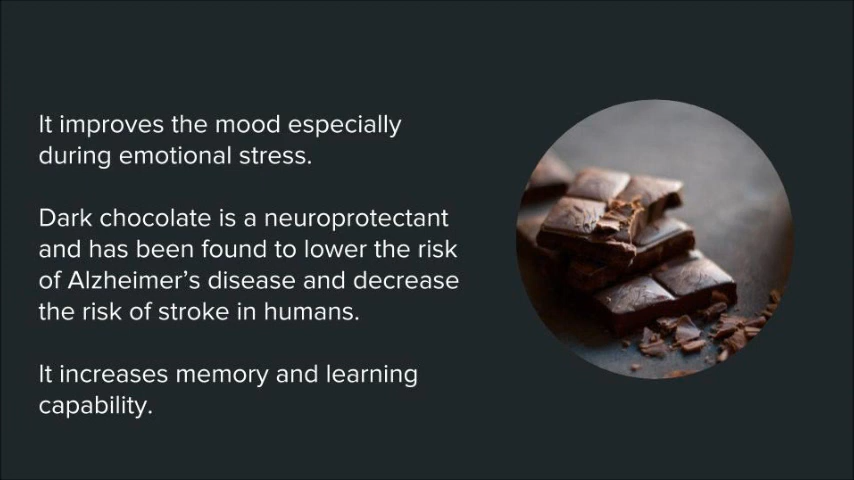 It improves the mood especially
during emotional stress.
Dark chocolate is a neuroprotectant
and has been found to lower the risk
of Alzheimer’s disease and decrease
the risk of stroke in humans.
It increases memory and learning
capability.